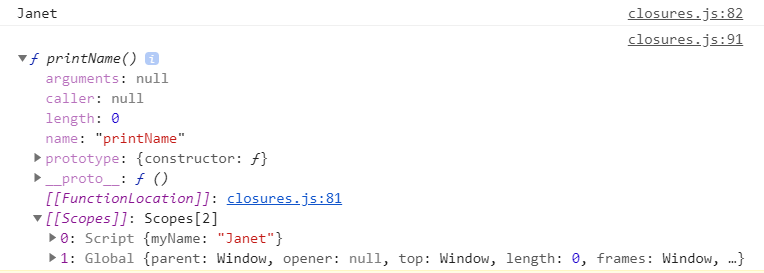 Janet closures.js:82
closures.js:91
▼ƒ printName() i
arguments: null
caller: null
length: 0
name: "printName"
▶prototype: {constructor: ƒ}
▶__proto__: ƒ ()
[[FunctionLocation]]: closures.js:81
▼[[Scopes]]: Scopes[2]
▶0: Script {myName: "Janet"}
▶1: Global {parent: Window, opener: null, top: Window, length: 0, frames: Window, …}